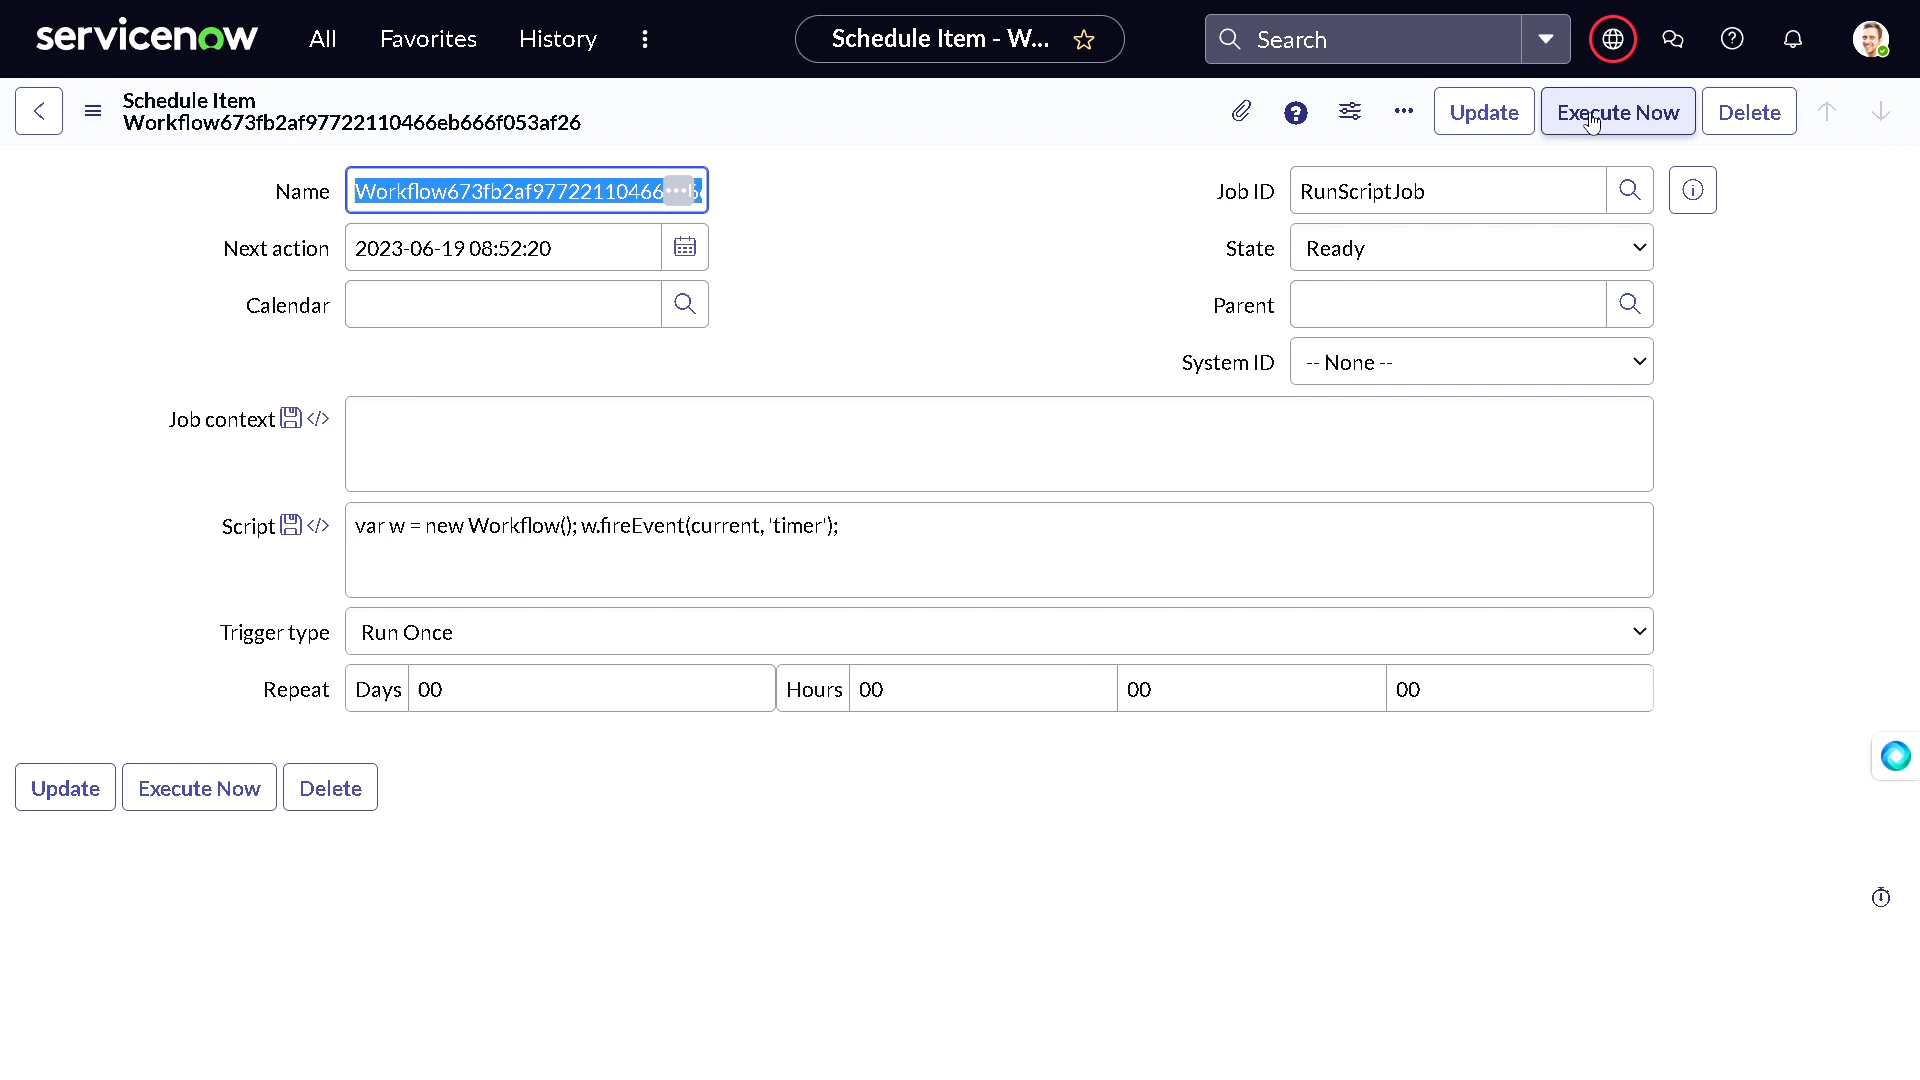 servicenow All Favorites History Schedule Item - W... Search
Schedule Item
Workflow673fb2af97722110466eb666f053af26
Update Execute Now Delete
Name Workflow673fb2af97722110466 Job ID RunScriptJob
Next action 2023-06-19 08:52:20 State Ready
Calendar Parent
System ID -- None --
Job context </>
Script </> var w = new Workflow(); w.fireEvent(current, 'timer');
Trigger type Run Once
Repeat Days 00 Hours 00 00 00
Update Execute Now Delete